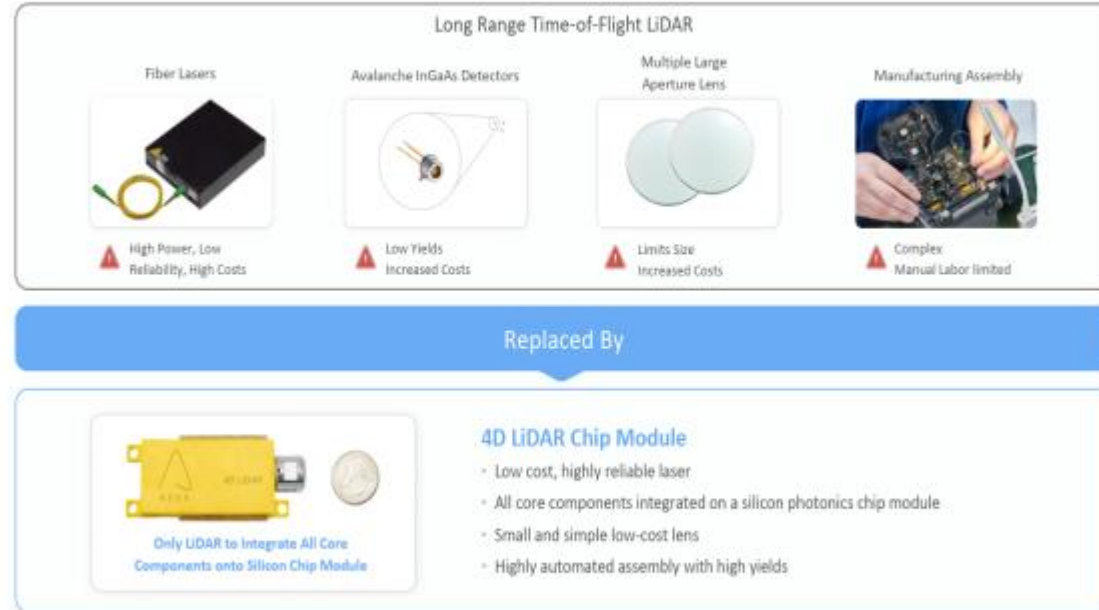 Long Range Time-of-Flight LiDAR
Fiber Lasers
Avalanche InGaAs Detectors
Multiple Large
Aperture Lens
Manufacturing Assembly
High Power, Low
Reliability, High Costs
Low Yields
Increased Costs
Limits Size
Increased Costs
Complex
Manual Labor limited
Replaced By
AEVA
4D LiDAR
Only LiDAR to Integrate All Core
Components onto Silicon Chip Module
4D LiDAR Chip Module
◦ Low cost, highly reliable laser
◦ All core components integrated on a silicon photonics chip module
◦ Small and simple low-cost lens
◦ Highly automated assembly with high yields